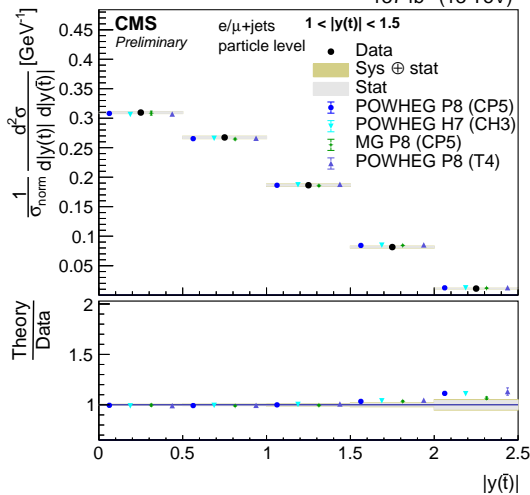 CMS
Preliminary
e/μ+jets
particle level
1 < |y(t)| < 1.5
Data
Sys ⊕ stat
Stat
POWHEG P8 (CP5)
POWHEG H7 (CH3)
MG P8 (CP5)
POWHEG P8 (T4)
1/σnorm d²σ/d|y(t)| d|y(t̄)| [GeV⁻¹]
0.45
0.4
0.35
0.3
0.25
0.2
0.15
0.1
0.05
Theory
Data
2
1.5
1
0 0.5 1 1.5 2 2.5
|y(t̄)|